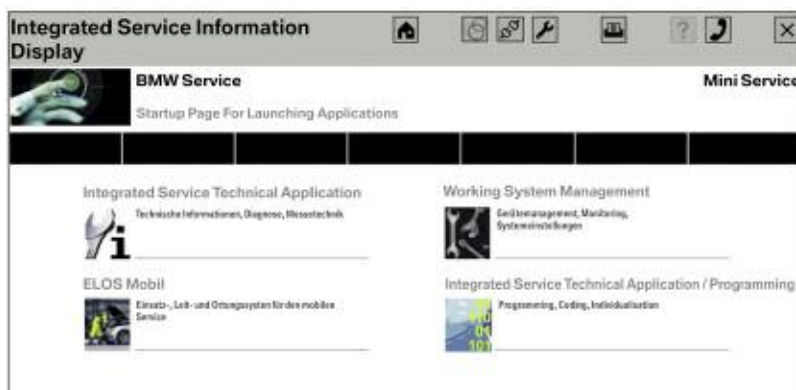 Integrated Service Information
Display
BMW Service
Mini Service
Startup Page For Launching Applications
Integrated Service Technical Application
Technische Informationen, Diagnose, Messtechnik
Working System Management
Gerätemanagement, Monitoring,
Systemeinstellungen
ELOS Mobil
Einsatz-, Leit- und Ortungssystem für den mobilen
Service
Integrated Service Technical Application / Programming
Programming, Coding, Individualisation